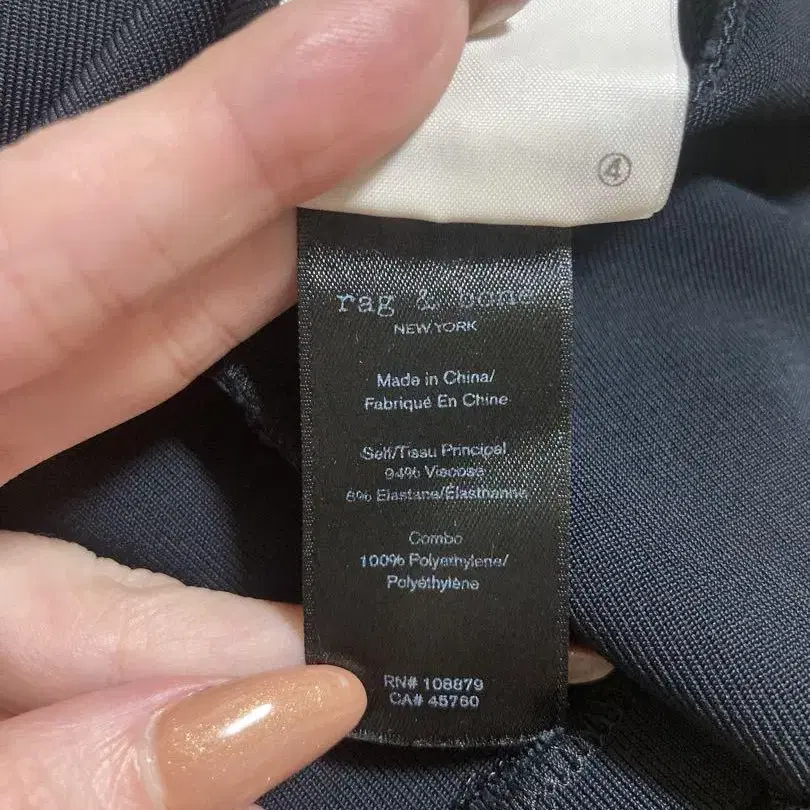 ④
rag & bone
NEW YORK
Made in China/
Fabriqué En Chine
Self/Tissu Principal
94% Viscose
6% Elastane/Élasthanne
Combo
100% Polyethylene/
Polyéthylène
RN# 108879
CA# 45760